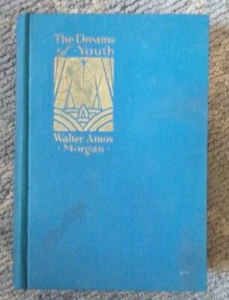 The Dreams
of · Youth
Walter Amos
· Morgan ·